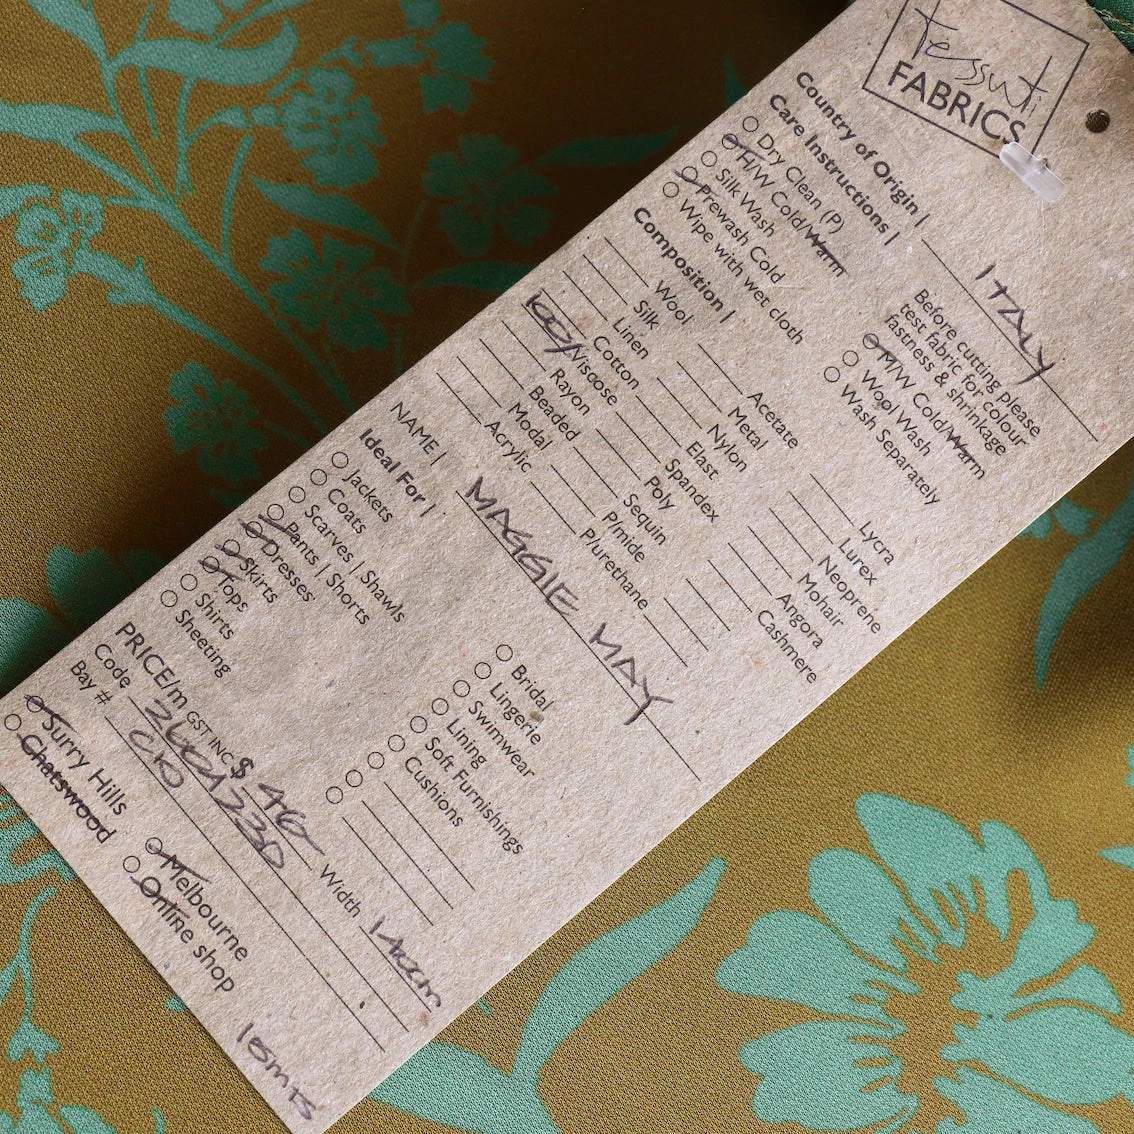 Tessuti
FABRICS
Country of Origin | ITALY
Care Instructions |
Before cutting please
test fabric for colour
fastness & shrinkage
Dry Clean (P)
H/W Cold/Warm
M/W Cold/Warm
Silk Wash
Wool Wash
Prewash Cold
Wash Separately
Wipe with wet cloth
Composition |
Wool
Acetate
Lycra
Silk
Metal
Lurex
Linen
Nylon
Neoprene
Cotton
Elast
Mohair
100% Viscose
Spandex
Angora
Rayon
Poly
Cashmere
Beaded
Sequin
Modal
P/mide
Acrylic
P/urethane
NAME | MAGGIE MAY
Ideal For |
Jackets
Bridal
Coats
Lingerie
Scarves | Shawls
Swimwear
Pants | Shorts
Lining
Dresses
Soft Furnishings
Skirts
Cushions
Tops
Shirts
Sheeting
PRICE/m GST INC $ Width 140cm
Code
Bay #
Surry Hills
Melbourne
Chatswood
Online shop